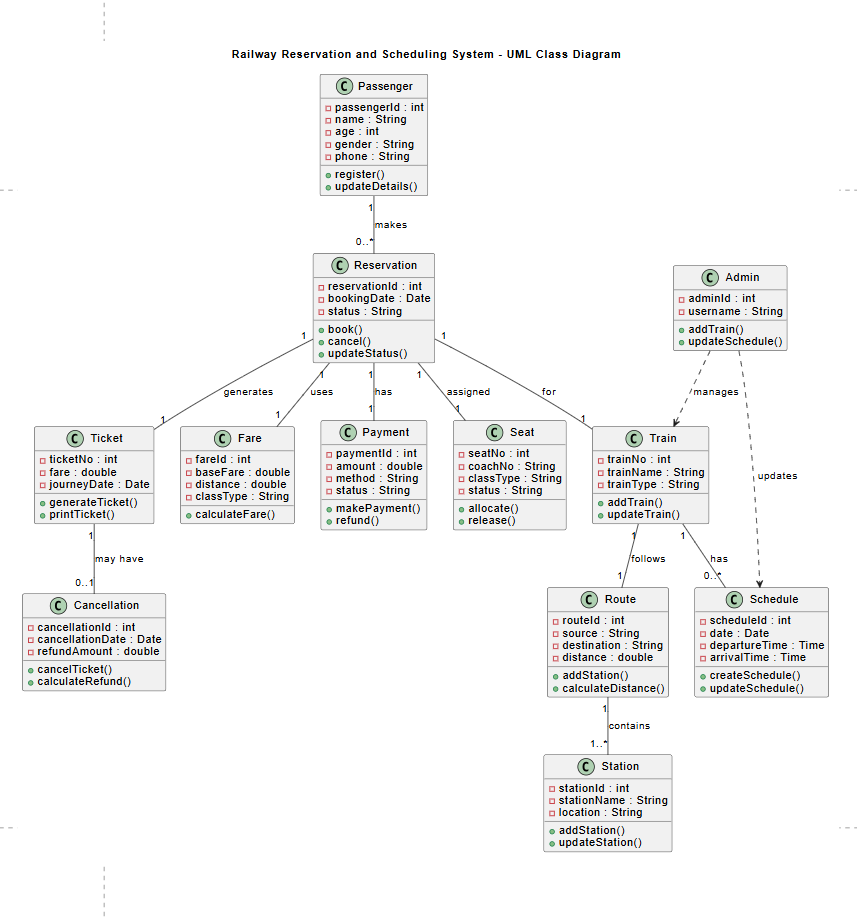 Railway Reservation and Scheduling System - UML Class Diagram
C Passenger
passengerId : int
name : String
age : int
gender : String
phone : String
register()
updateDetails()
1
makes
0..*
C Reservation
reservationId : int
bookingDate : Date
status : String
book()
cancel()
updateStatus()
C Admin
adminId : int
username : String
addTrain()
updateSchedule()
1
1
1
1
1
generates
uses
has
assigned
for
manages
1
1
1
1
1
C Ticket
ticketNo : int
fare : double
journeyDate : Date
generateTicket()
printTicket()
C Fare
fareId : int
baseFare : double
distance : double
classType : String
calculateFare()
C Payment
paymentId : int
amount : double
method : String
status : String
makePayment()
refund()
C Seat
seatNo : int
coachNo : String
classType : String
status : String
allocate()
release()
C Train
trainNo : int
trainName : String
trainType : String
addTrain()
updateTrain()
updates
1
may have
0..1
1
follows
1
1
has
0..*
C Cancellation
cancellationId : int
cancellationDate : Date
refundAmount : double
cancelTicket()
calculateRefund()
C Route
routeId : int
source : String
destination : String
distance : double
addStation()
calculateDistance()
C Schedule
scheduleId : int
date : Date
departureTime : Time
arrivalTime : Time
createSchedule()
updateSchedule()
1
contains
1..*
C Station
stationId : int
stationName : String
location : String
addStation()
updateStation()